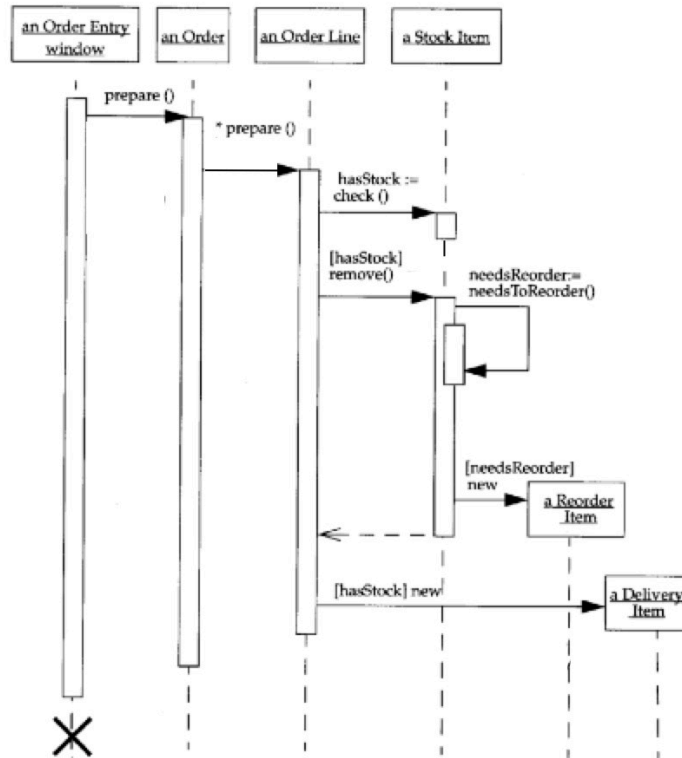 an Order Entry
window
an Order
an Order Line
a Stock Item
prepare ()
* prepare ()
hasStock :=
check ()
[hasStock]
remove()
needsReorder:=
needsToReorder()
[needsReorder]
new
a Reorder
Item
[hasStock] new
a Delivery
Item